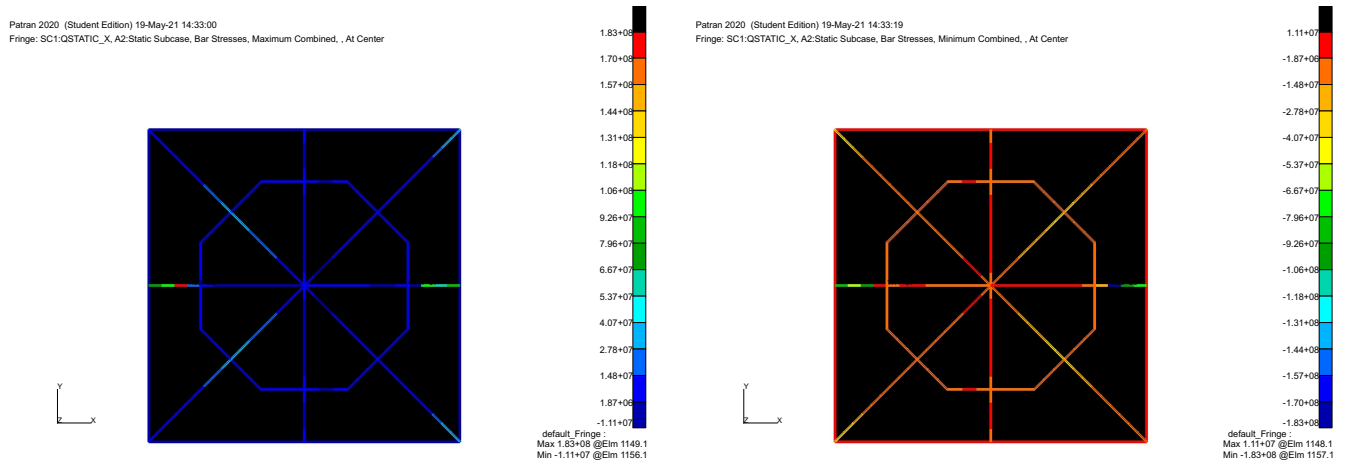 Patran 2020 (Student Edition) 19-May-21 14:33:00
Fringe: SC1:QSTATIC_X, A2:Static Subcase, Bar Stresses, Maximum Combined, , At Center
1.83+08
1.70+08
1.57+08
1.44+08
1.31+08
1.18+08
1.06+08
9.26+07
7.96+07
6.67+07
5.37+07
4.07+07
2.78+07
1.48+07
1.87+06
-1.11+07
Y
Z
X
default_Fringe :
Max 1.83+08 @Elm 1149.1
Min -1.11+07 @Elm 1156.1
Patran 2020 (Student Edition) 19-May-21 14:33:19
Fringe: SC1:QSTATIC_X, A2:Static Subcase, Bar Stresses, Minimum Combined, , At Center
1.11+07
-1.87+06
-1.48+07
-2.78+07
-4.07+07
-5.37+07
-6.67+07
-7.96+07
-9.26+07
-1.06+08
-1.18+08
-1.31+08
-1.44+08
-1.57+08
-1.70+08
-1.83+08
Y
Z
X
default_Fringe :
Max 1.11+07 @Elm 1148.1
Min -1.83+08 @Elm 1157.1